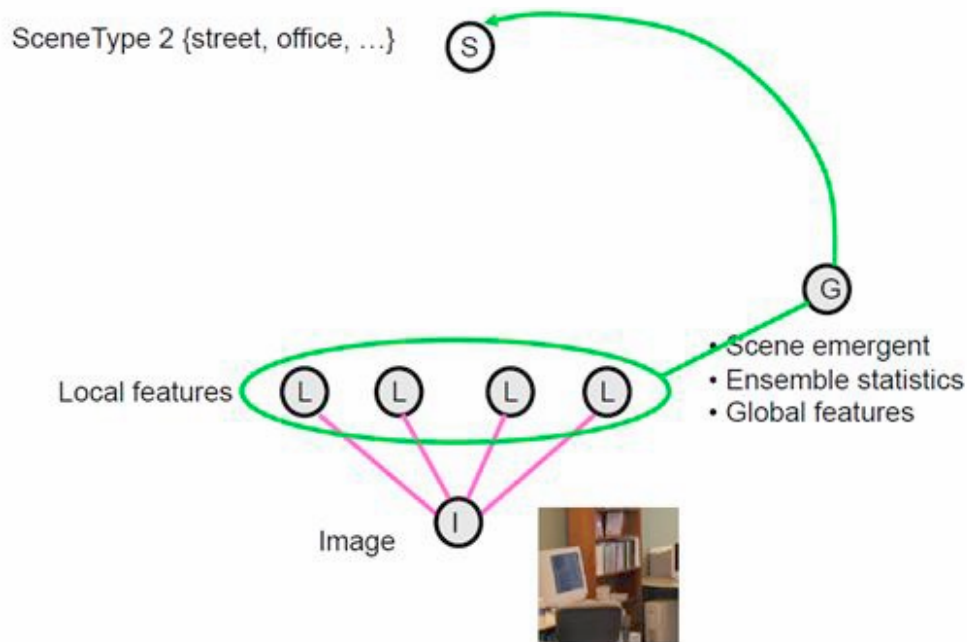 SceneType 2 {street, office, …}
S
G
• Scene emergent
• Ensemble statistics
• Global features
Local features
L
L
L
L
I
Image